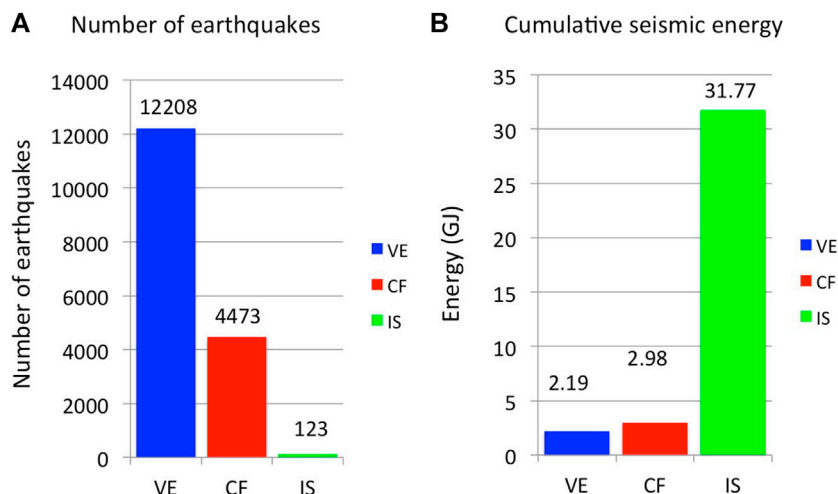 A Number of earthquakes
14000
12000
10000
8000
6000
4000
2000
0
Number of earthquakes
12208
4473
123
VE
CF
IS
VE
CF
IS
B Cumulative seismic energy
35
30
25
20
15
10
5
0
Energy (GJ)
2.19
2.98
31.77
VE
CF
IS
VE
CF
IS